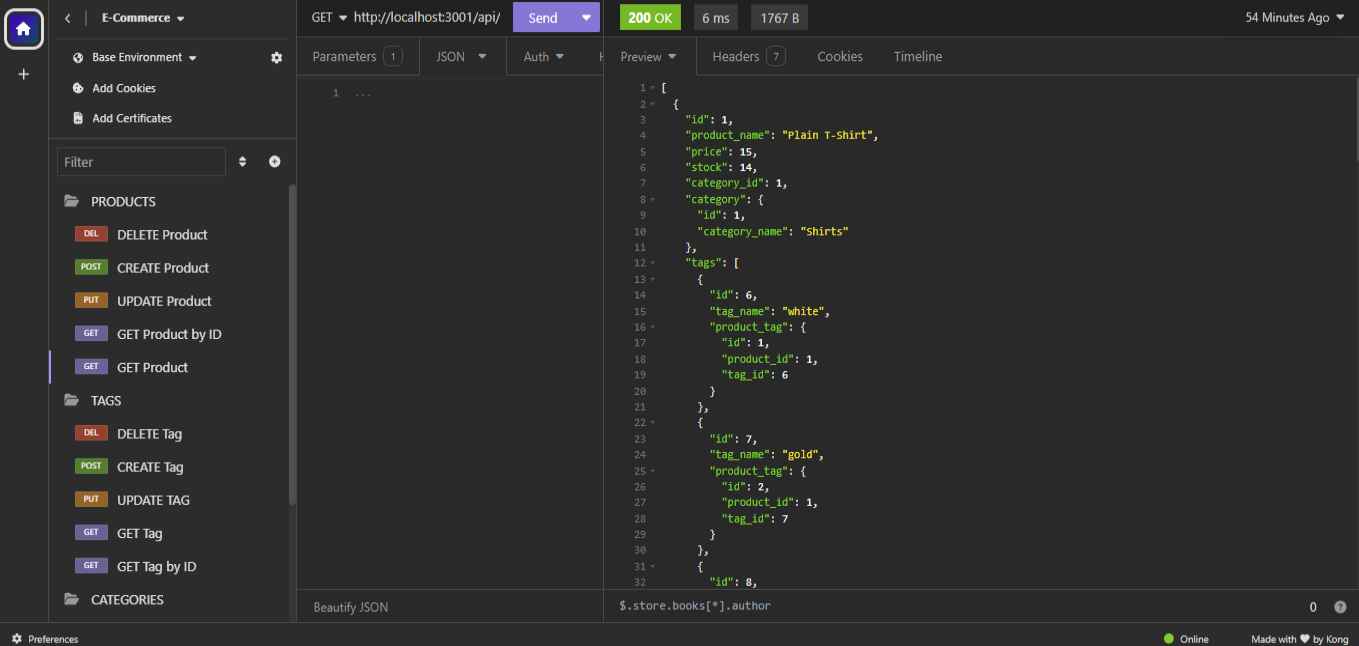 E-Commerce
Base Environment
Add Cookies
Add Certificates
Filter
PRODUCTS
DEL DELETE Product
POST CREATE Product
PUT UPDATE Product
GET GET Product by ID
GET GET Product
TAGS
DEL DELETE Tag
POST CREATE Tag
PUT UPDATE TAG
GET GET Tag
GET GET Tag by ID
CATEGORIES
Preferences
GET http://localhost:3001/api/ Send
Parameters 1 JSON Auth H
1 ...
Beautify JSON
200 OK 6 ms 1767 B 54 Minutes Ago
Preview Headers 7 Cookies Timeline
1 [
2 {
3 "id": 1,
4 "product_name": "Plain T-Shirt",
5 "price": 15,
6 "stock": 14,
7 "category_id": 1,
8 "category": {
9 "id": 1,
10 "category_name": "Shirts"
11 },
12 "tags": [
13 {
14 "id": 6,
15 "tag_name": "white",
16 "product_tag": {
17 "id": 1,
18 "product_id": 1,
19 "tag_id": 6
20 }
21 },
22 {
23 "id": 7,
24 "tag_name": "gold",
25 "product_tag": {
26 "id": 2,
27 "product_id": 1,
28 "tag_id": 7
29 }
30 },
31 {
32 "id": 8,
$.store.books[*].author 0 ?
Online Made with ❤ by Kong